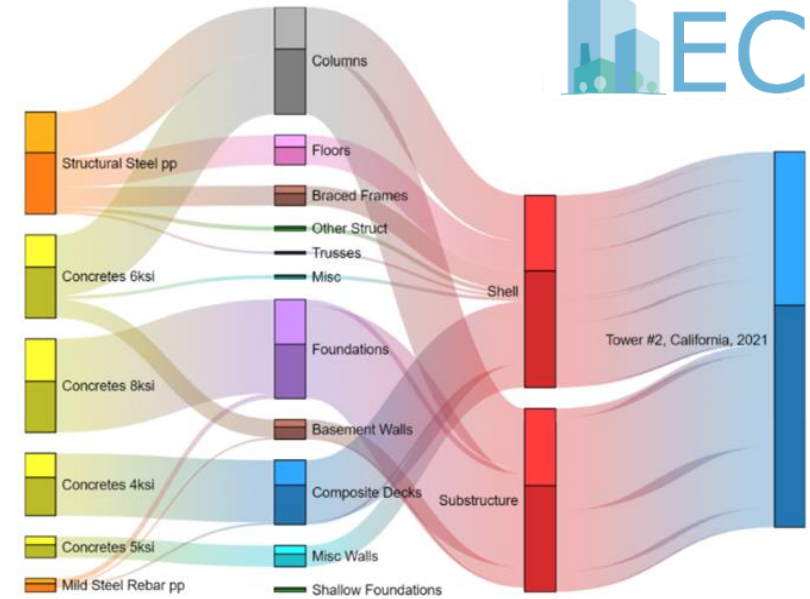 EC
Columns
Structural Steel pp
Floors
Braced Frames
Other Struct
Trusses
Concretes 6ksi
Misc
Shell
Foundations
Tower #2, California, 2021
Concretes 8ksi
Basement Walls
Concretes 4ksi
Composite Decks
Substructure
Concretes 5ksi
Misc Walls
Mild Steel Rebar pp
Shallow Foundations